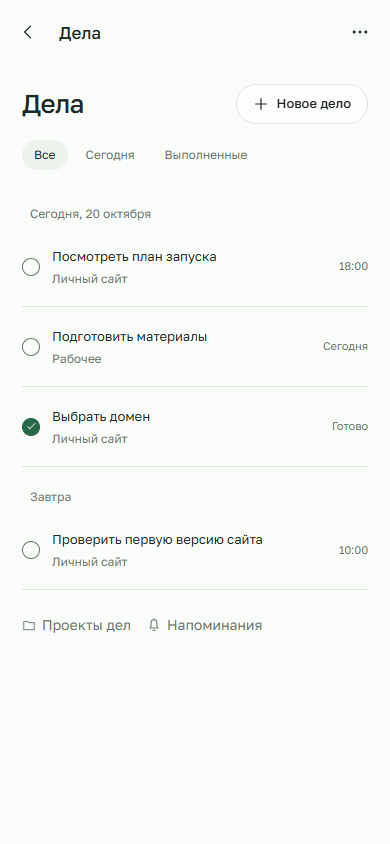 Дела
Дела
Новое дело
Все Сегодня Выполненные
Сегодня, 20 октября
Посмотреть план запуска
Личный сайт
18:00
Подготовить материалы
Рабочее
Сегодня
Выбрать домен
Личный сайт
Готово
Завтра
Проверить первую версию сайта
Личный сайт
10:00
Проекты дел Напоминания